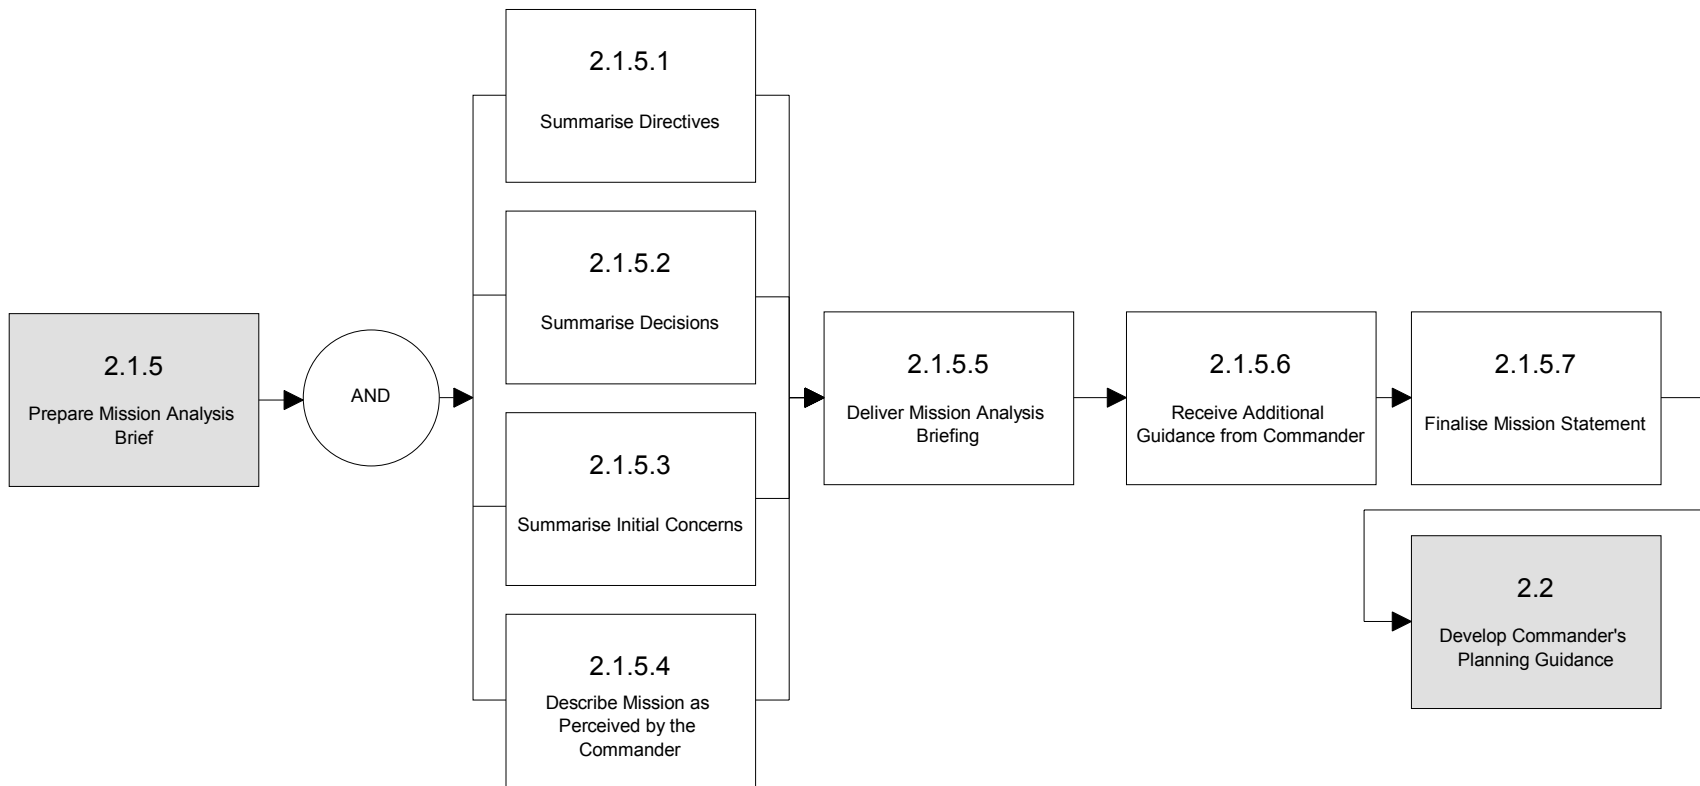 2.1.5
Prepare Mission Analysis
Brief
AND
2.1.5.1
Summarise Directives
2.1.5.2
Summarise Decisions
2.1.5.3
Summarise Initial Concerns
2.1.5.4
Describe Mission as
Perceived by the
Commander
2.1.5.5
Deliver Mission Analysis
Briefing
2.1.5.6
Receive Additional
Guidance from Commander
2.1.5.7
Finalise Mission Statement
2.2
Develop Commander's
Planning Guidance